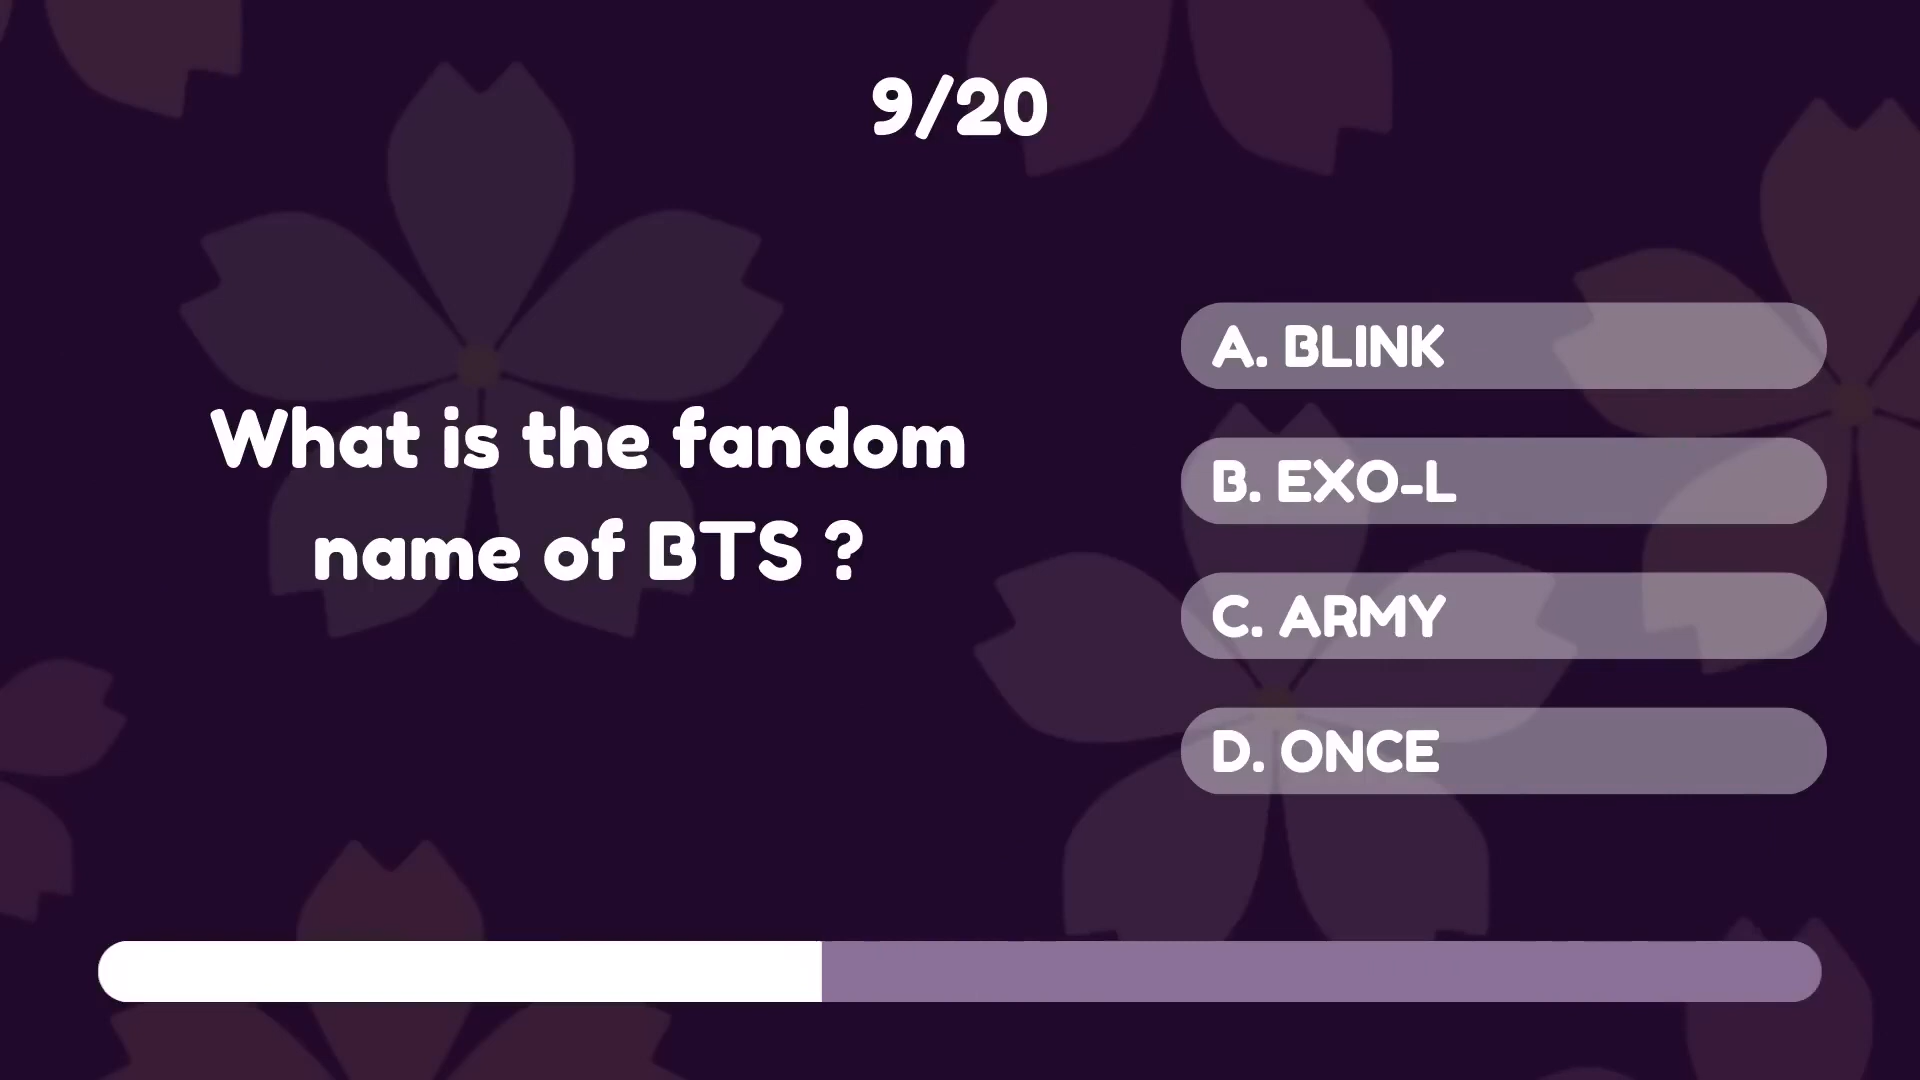 9/20
What is the fandom
name of BTS ?
A. BLINK
B. EXO-L
C. ARMY
D. ONCE